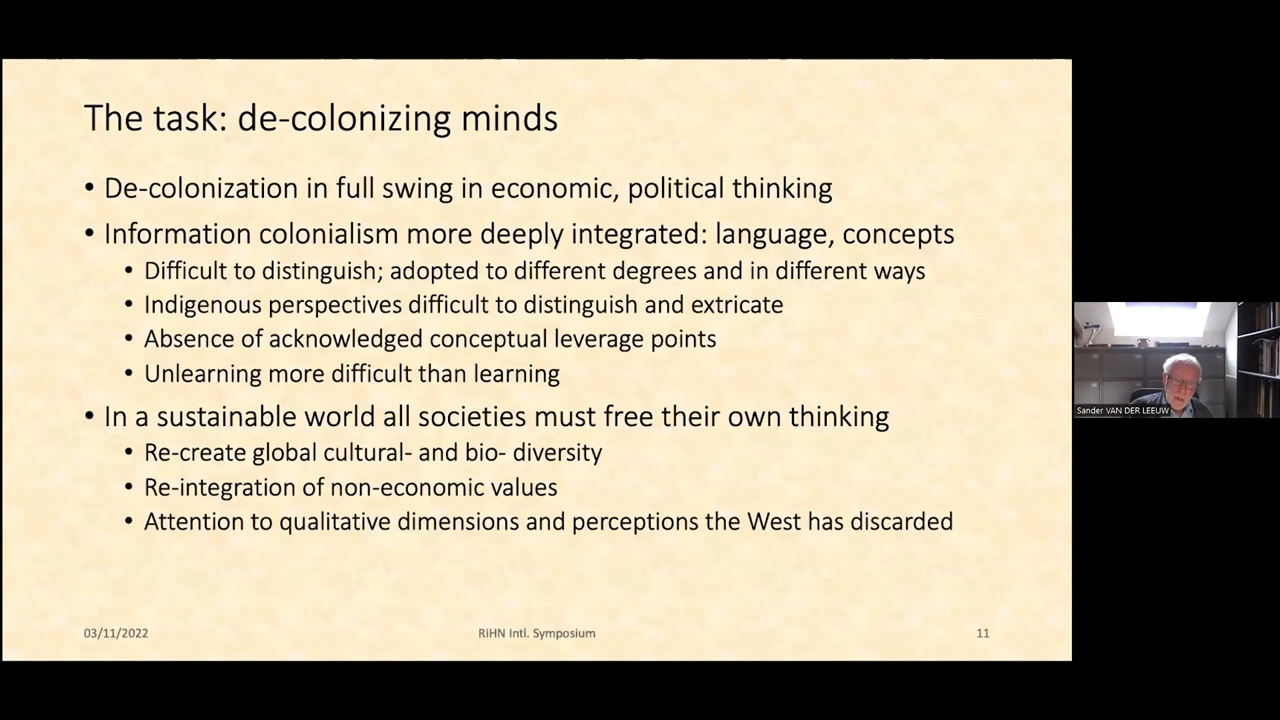 The task: de-colonizing minds
• De-colonization in full swing in economic, political thinking
• Information colonialism more deeply integrated: language, concepts
• Difficult to distinguish; adopted to different degrees and in different ways
• Indigenous perspectives difficult to distinguish and extricate
• Absence of acknowledged conceptual leverage points
• Unlearning more difficult than learning
• In a sustainable world all societies must free their own thinking
• Re-create global cultural- and bio- diversity
• Re-integration of non-economic values
• Attention to qualitative dimensions and perceptions the West has discarded
03/11/2022
RIHN Intl. Symposium
11
Sander VAN DER LEEUW